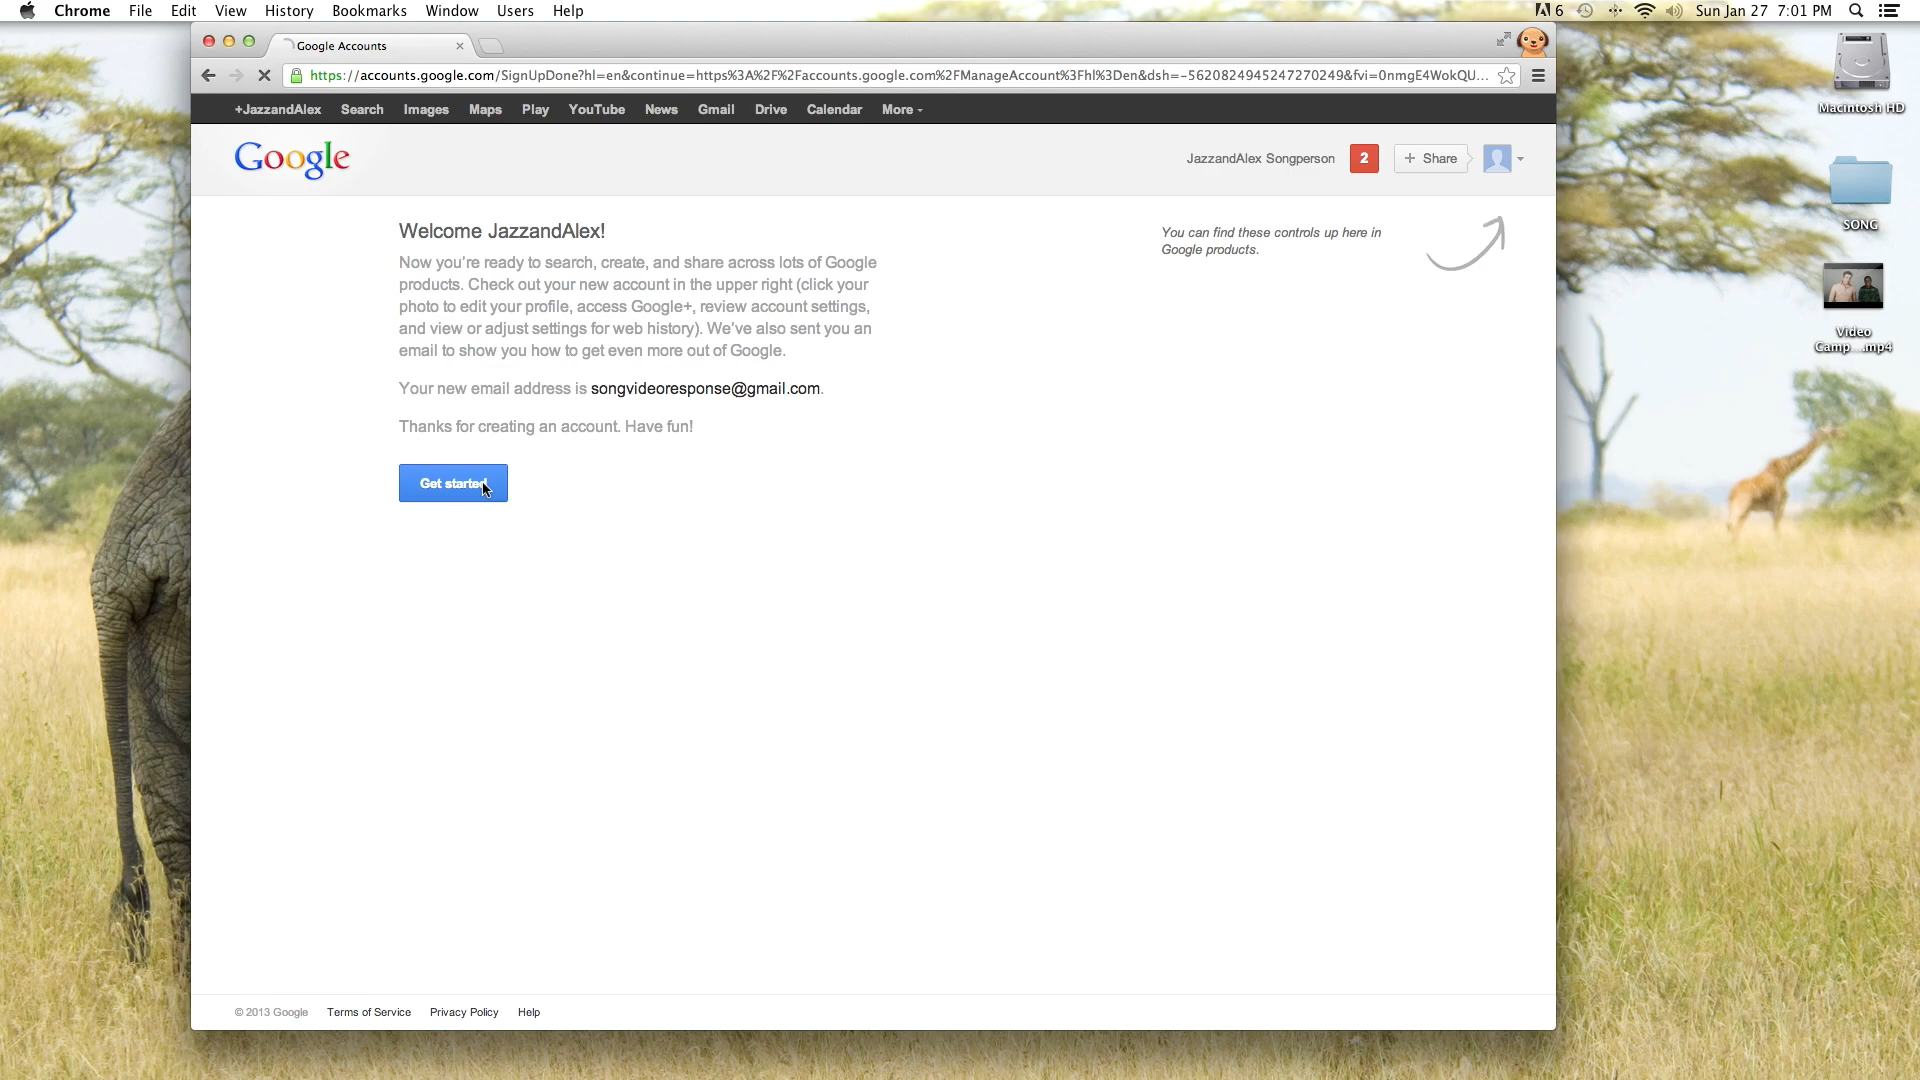 Chrome File Edit View History Bookmarks Window Users Help
6 Sun Jan 27 7:01 PM
Google Accounts
https://accounts.google.com/SignUpDone?hl=en&continue=https%3A%2F%2Faccounts.google.com%2FManageAccount%3Fhl%3Den&dsh=-5620824945247270249&fvi=0nmgE4WokQU...
+JazzandAlex Search Images Maps Play YouTube News Gmail Drive Calendar More
Google
JazzandAlex Songperson 2 + Share
Welcome JazzandAlex!
Now you're ready to search, create, and share across lots of Google
products. Check out your new account in the upper right (click your
photo to edit your profile, access Google+, review account settings,
and view or adjust settings for web history). We've also sent you an
email to show you how to get even more out of Google.
Your new email address is songvideoresponse@gmail.com.
Thanks for creating an account. Have fun!
Get started
You can find these controls up here in
Google products.
© 2013 Google Terms of Service Privacy Policy Help
Macintosh HD
SONG
Video
Camp ....mp4